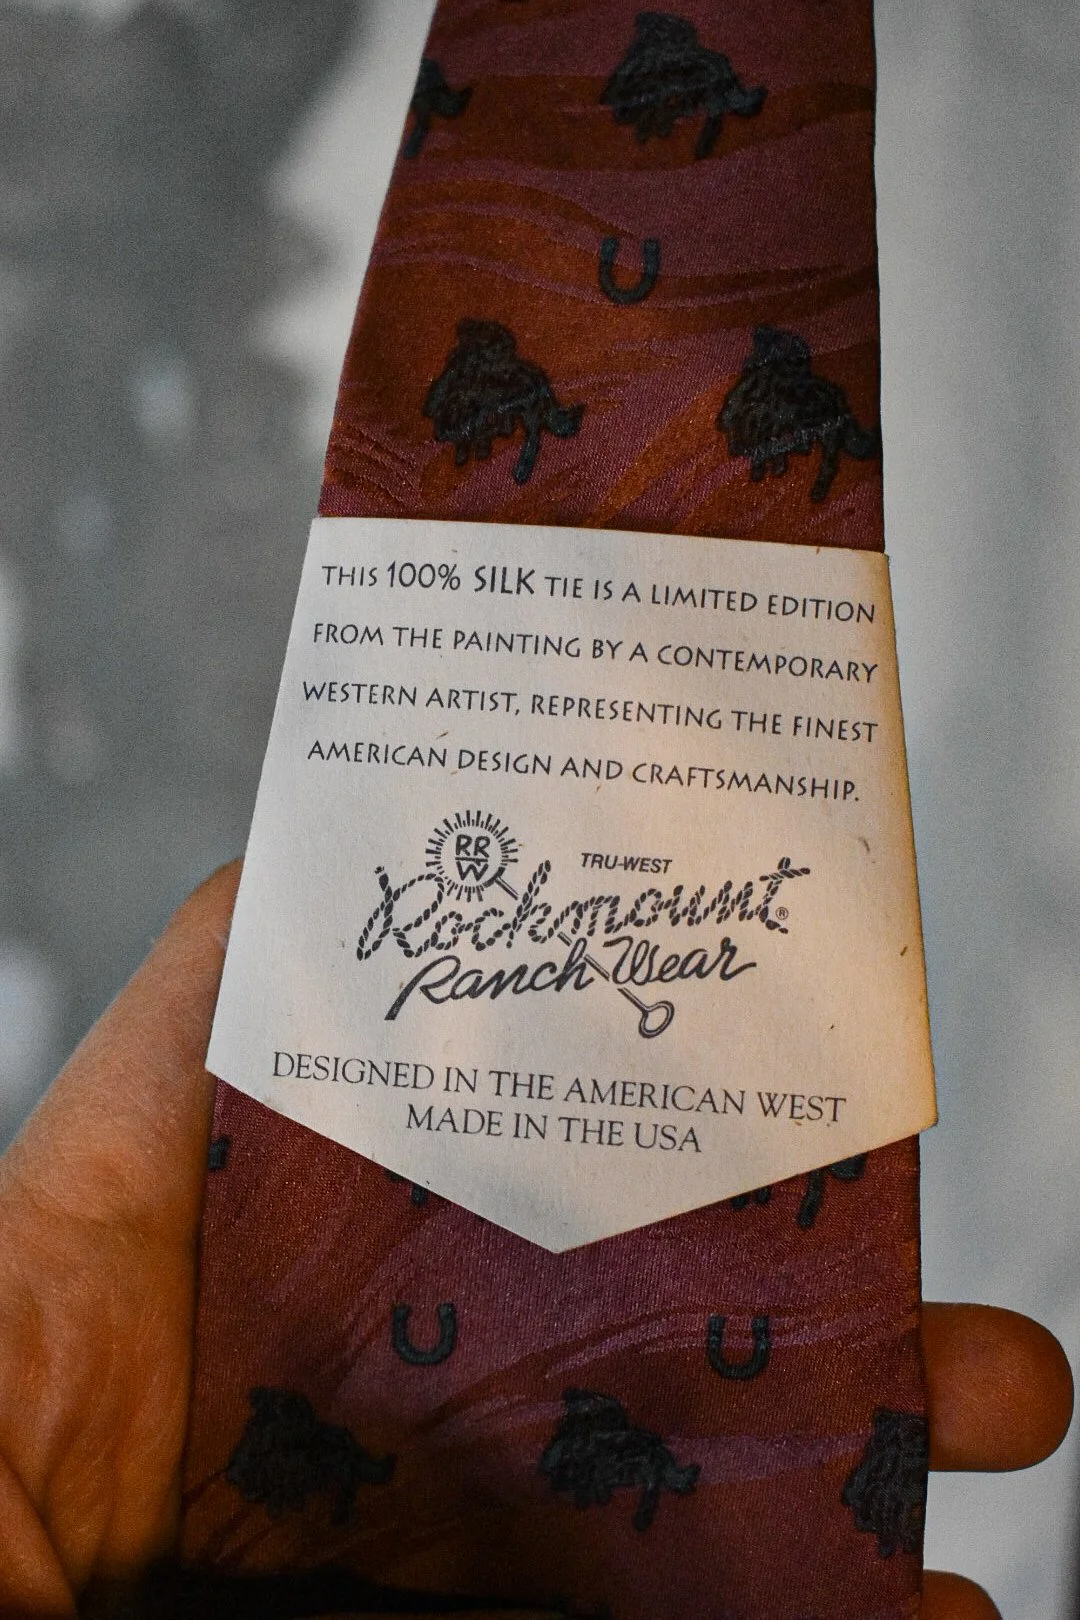 THIS 100% SILK TIE IS A LIMITED EDITION
FROM THE PAINTING BY A CONTEMPORARY
WESTERN ARTIST, REPRESENTING THE FINEST
AMERICAN DESIGN AND CRAFTSMANSHIP.
RR
W
TRU-WEST
Rockmount®
Ranch Wear
DESIGNED IN THE AMERICAN WEST
MADE IN THE USA